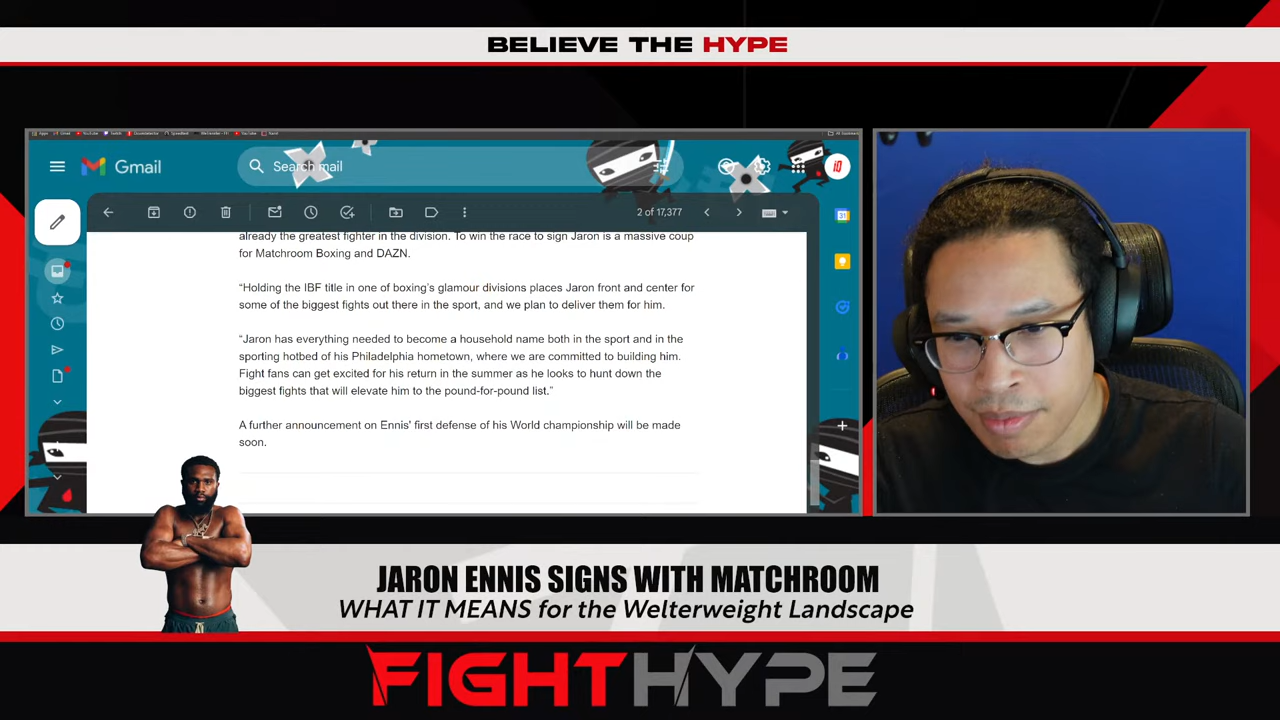 BELIEVE THE HYPE
Gmail
Search mail
2 of 17,377
already the greatest fighter in the division. To win the race to sign Jaron is a massive coup
for Matchroom Boxing and DAZN.
“Holding the IBF title in one of boxing’s glamour divisions places Jaron front and center for
some of the biggest fights out there in the sport, and we plan to deliver them for him.
“Jaron has everything needed to become a household name both in the sport and in the
sporting hotbed of his Philadelphia hometown, where we are committed to building him.
Fight fans can get excited for his return in the summer as he looks to hunt down the
biggest fights that will elevate him to the pound-for-pound list.”
A further announcement on Ennis' first defense of his World championship will be made
soon.
JARON ENNIS SIGNS WITH MATCHROOM
WHAT IT MEANS for the Welterweight Landscape
FIGHTHYPE